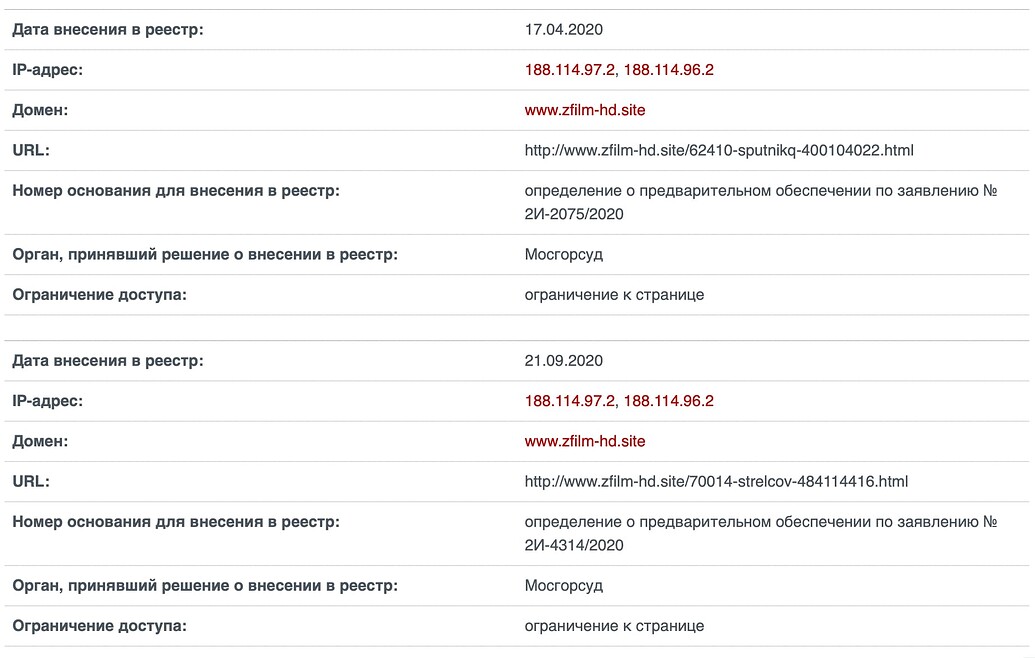 Дата внесения в реестр: 17.04.2020
IP-адрес: 188.114.97.2, 188.114.96.2
Домен: www.zfilm-hd.site
URL: http://www.zfilm-hd.site/62410-sputnikq-400104022.html
Номер основания для внесения в реестр: определение о предварительном обеспечении по заявлению №
2И-2075/2020
Орган, принявший решение о внесении в реестр: Мосгорсуд
Ограничение доступа: ограничение к странице
Дата внесения в реестр: 21.09.2020
IP-адрес: 188.114.97.2, 188.114.96.2
Домен: www.zfilm-hd.site
URL: http://www.zfilm-hd.site/70014-strelcov-484114416.html
Номер основания для внесения в реестр: определение о предварительном обеспечении по заявлению №
2И-4314/2020
Орган, принявший решение о внесении в реестр: Мосгорсуд
Ограничение доступа: ограничение к странице